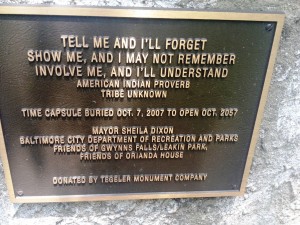 TELL ME AND I'LL FORGET
SHOW ME, AND I MAY NOT REMEMBER
INVOLVE ME, AND I'LL UNDERSTAND
AMERICAN INDIAN PROVERB
TRIBE UNKNOWN
TIME CAPSULE BURIED OCT. 7, 2007 TO OPEN OCT. 2057
MAYOR SHEILA DIXON
BALTIMORE CITY DEPARTMENT OF RECREATION AND PARKS
FRIENDS OF GWYNNS FALLS/LEAKIN PARK,
FRIENDS OF ORIANDA HOUSE
DONATED BY TEGELER MONUMENT COMPANY